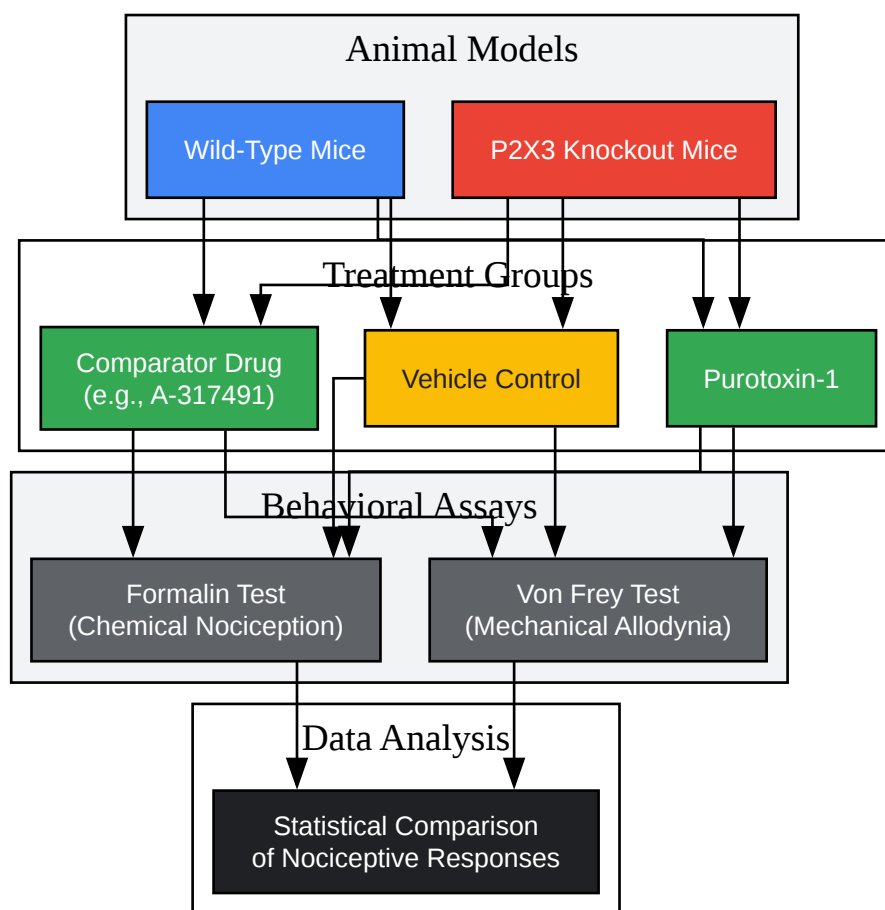 Animal Models
Wild-Type Mice
P2X3 Knockout Mice
Treatment Groups
Comparator Drug
(e.g., A-317491)
Vehicle Control
Purotoxin-1
Behavioral Assays
Formalin Test
(Chemical Nociception)
Von Frey Test
(Mechanical Allodynia)
Data Analysis
Statistical Comparison
of Nociceptive Responses